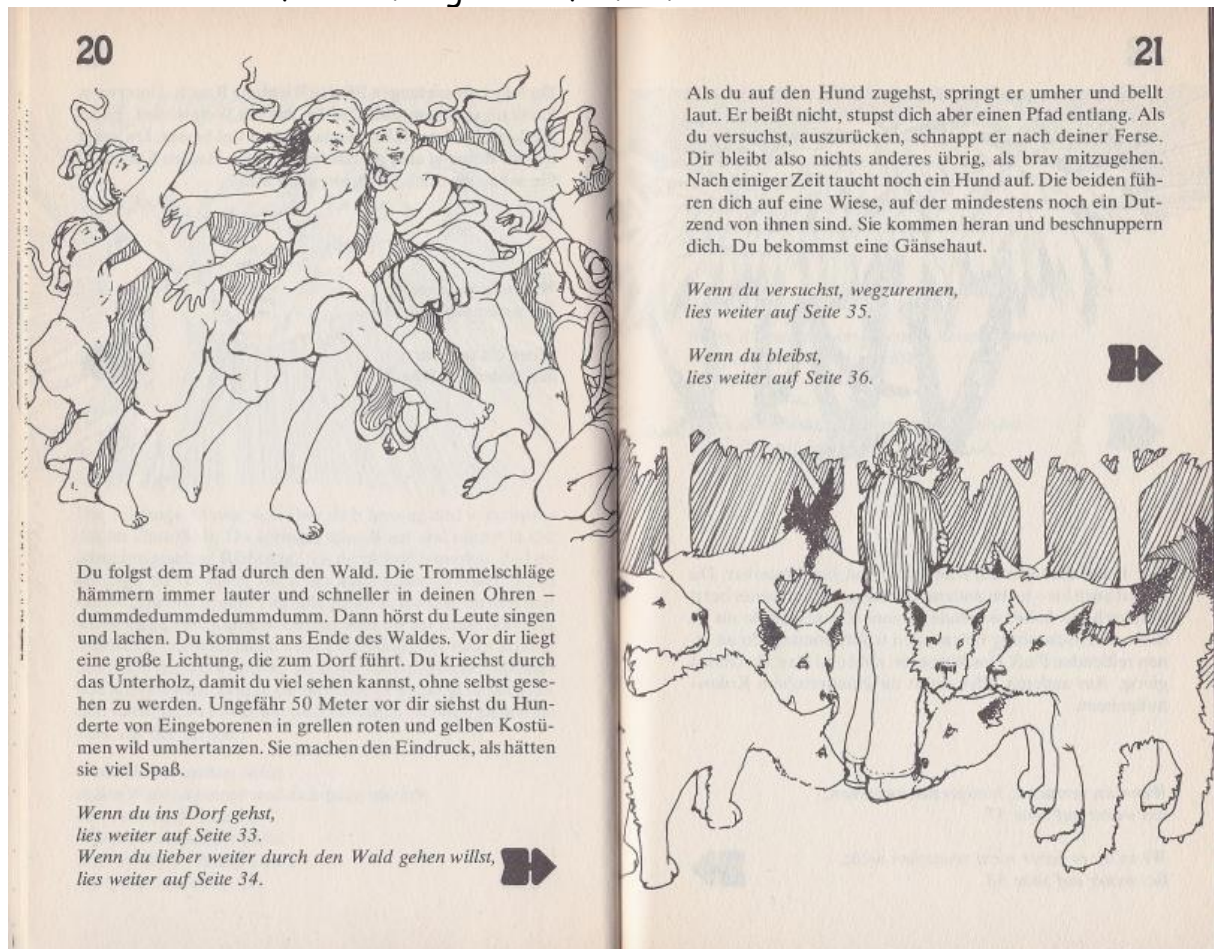 20
Du folgst dem Pfad durch den Wald. Die Trommelschläge
hämmern immer lauter und schneller in deinen Ohren –
dummdedummdedummdumm. Dann hörst du Leute singen
und lachen. Du kommst ans Ende des Waldes. Vor dir liegt
eine große Lichtung, die zum Dorf führt. Du kriechst durch
das Unterholz, damit du viel sehen kannst, ohne selbst gese-
hen zu werden. Ungefähr 50 Meter vor dir siehst du Hun-
derte von Eingeborenen in grellen roten und gelben Kostü-
men wild umhertanzen. Sie machen den Eindruck, als hätten
sie viel Spaß.
Wenn du ins Dorf gehst,
lies weiter auf Seite 33.
Wenn du lieber weiter durch den Wald gehen willst,
lies weiter auf Seite 34.
21
Als du auf den Hund zugehst, springt er umher und bellt
laut. Er beißt nicht, stupst dich aber einen Pfad entlang. Als
du versuchst, auszurücken, schnappt er nach deiner Ferse.
Dir bleibt also nichts anderes übrig, als brav mitzugehen.
Nach einiger Zeit taucht noch ein Hund auf. Die beiden füh-
ren dich auf eine Wiese, auf der mindestens noch ein Dut-
zend von ihnen sind. Sie kommen heran und beschnuppern
dich. Du bekommst eine Gänsehaut.
Wenn du versuchst, wegzurennen,
lies weiter auf Seite 35.
Wenn du bleibst,
lies weiter auf Seite 36.